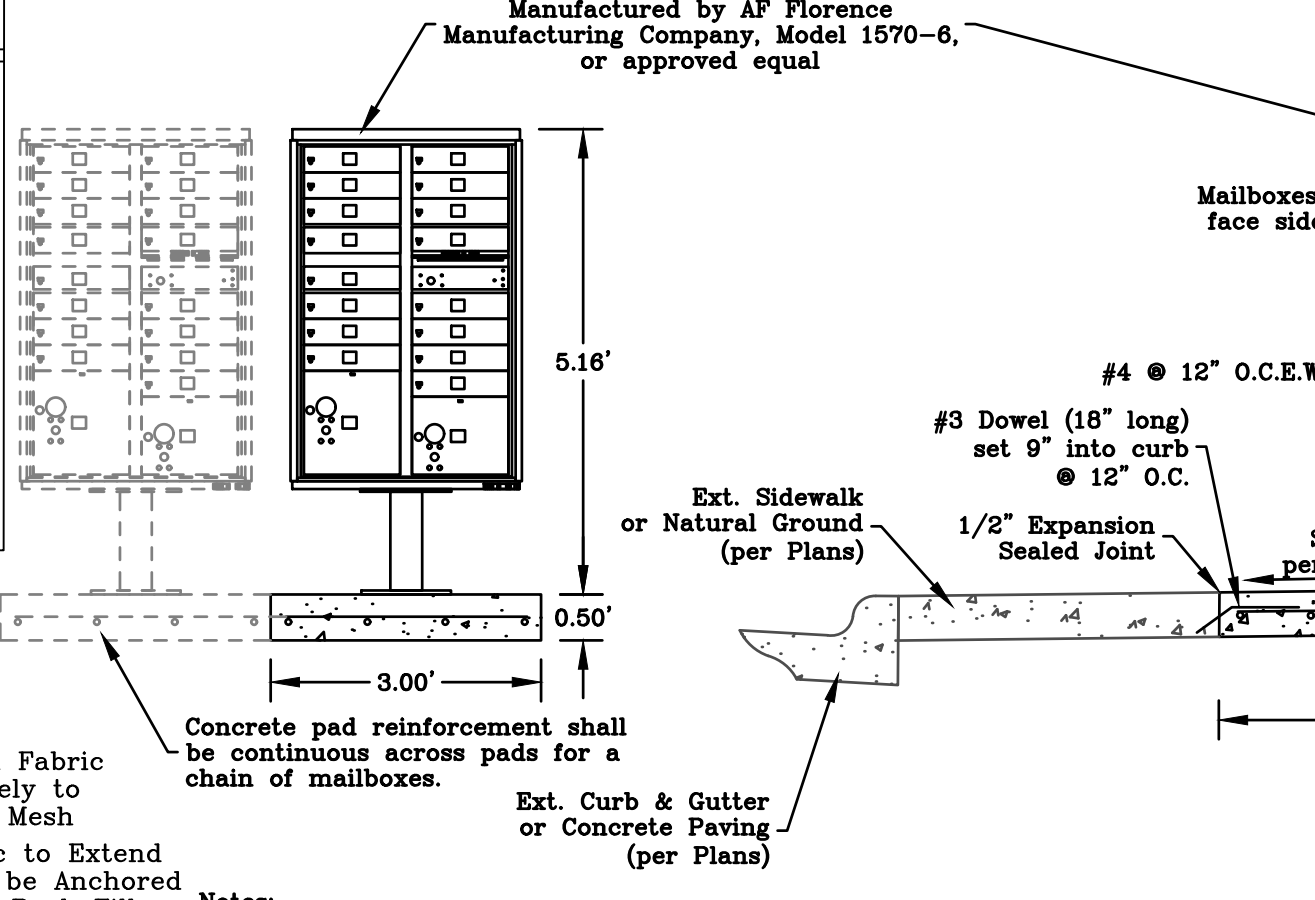 Manufactured by AF Florence
Manufacturing Company, Model 1570-6,
or approved equal
Mailboxes
face
5.16'
#4 @ 12" O.C.E.W
#3 Dowel (18" long)
set 9" into curb
@ 12" O.C.
Ext. Sidewalk
or Natural Ground
(per Plans)
1/2" Expansion
Sealed Joint
0.50'
3.00'
Concrete pad reinforcement shall
be continuous across pads for a
chain of mailboxes.
Fabric
to
Mesh
to Extend
be Anchored
Ext. Curb & Gutter
or Concrete Paving
(per Plans)
Notes: